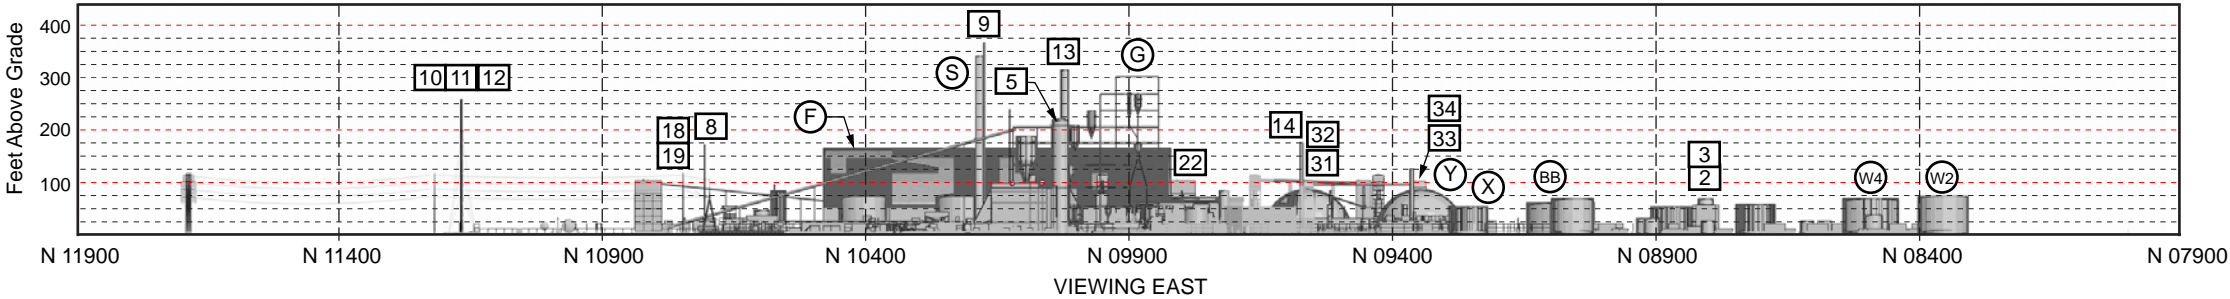 400
300
200
100
Feet Above Grade
9
13
G
S
5
10 11 12
F
18
19
8
14
32
31
34
33
22
Y
X
BB
3
2
W4
W2
N 11900 N 11400 N 10900 N 10400 N 09900 N 09400 N 08900 N 08400 N 07900
VIEWING EAST